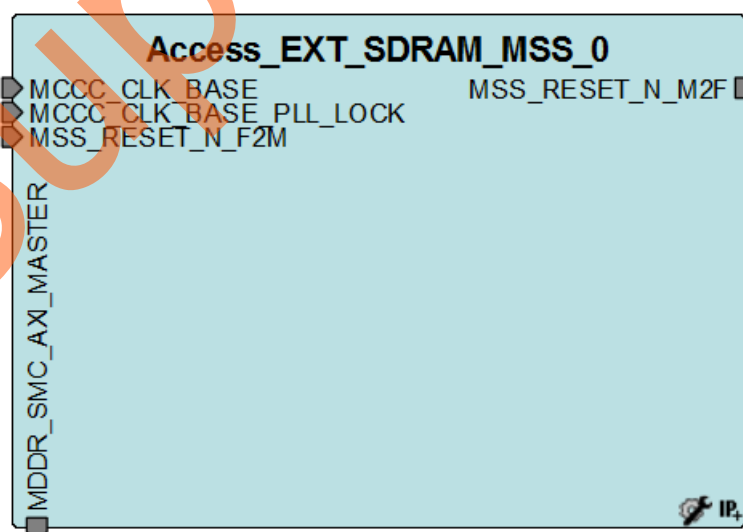 Access_EXT_SDRAM_MSS_0
MCCC_CLK_BASE
MCCC_CLK_BASE_PLL_LOCK
MSS_RESET_N_F2M
MSS_RESET_N_M2F
MDDR_SMC_AXI_MASTER
IP+